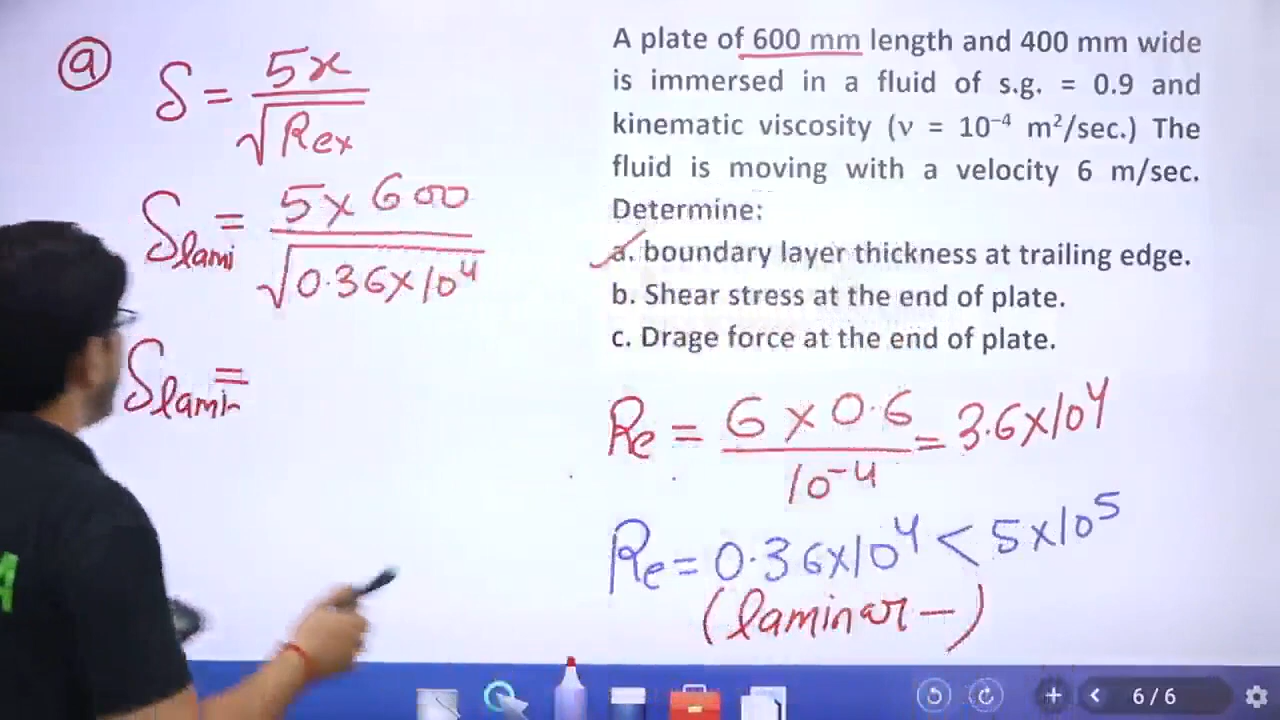 ⓐ δ = 5x / √Rex
δlami = 5 x 600 / √0.36x10⁴
δlami =
A plate of 600 mm length and 400 mm wide
is immersed in a fluid of s.g. = 0.9 and
kinematic viscosity (ν = 10⁻⁴ m²/sec.) The
fluid is moving with a velocity 6 m/sec.
Determine:
a. boundary layer thickness at trailing edge.
b. Shear stress at the end of plate.
c. Drage force at the end of plate.
Re = 6 x 0.6 / 10⁻⁴ = 3.6x10⁴
Re = 0.36x10⁴ < 5x10⁵
(laminar –)
6 / 6
A